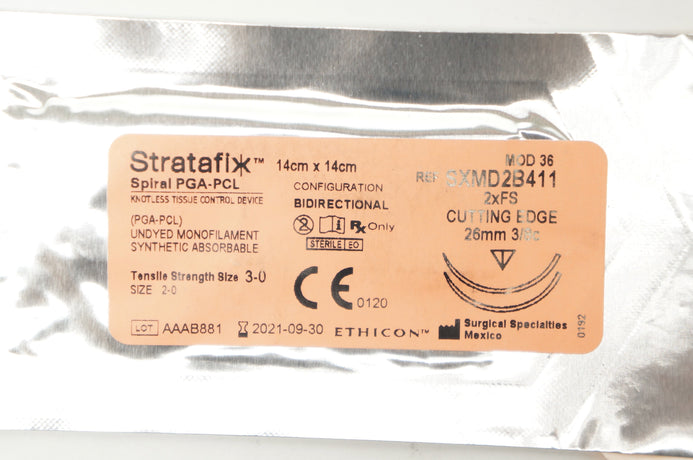 Stratafix™ 14cm x 14cm
Spiral PGA-PCL
KNOTLESS TISSUE CONTROL DEVICE
(PGA-PCL)
UNDYED MONOFILAMENT
SYNTHETIC ABSORBABLE
Tensile Strength Size 3-0
SIZE 2-0
CONFIGURATION
BIDIRECTIONAL
Rx Only
STERILE EO
CE 0120
MOD 36
REF EXMD2B411
2xFS
CUTTING EDGE
26mm 3/8c
LOT AAAB881 2021-09-30 ETHICON™
Surgical Specialties
Mexico
0192